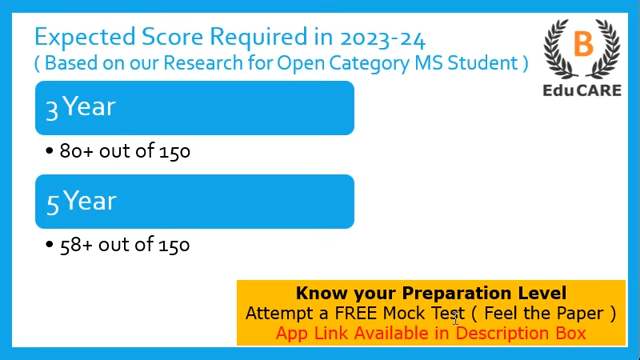 Expected Score Required in 2023-24
( Based on our Research for Open Category MS Student )
B
EduCARE
3 Year
• 80+ out of 150
5 Year
• 58+ out of 150
Know your Preparation Level
Attempt a FREE Mock Test ( Feel the Paper )
App Link Available in Description Box